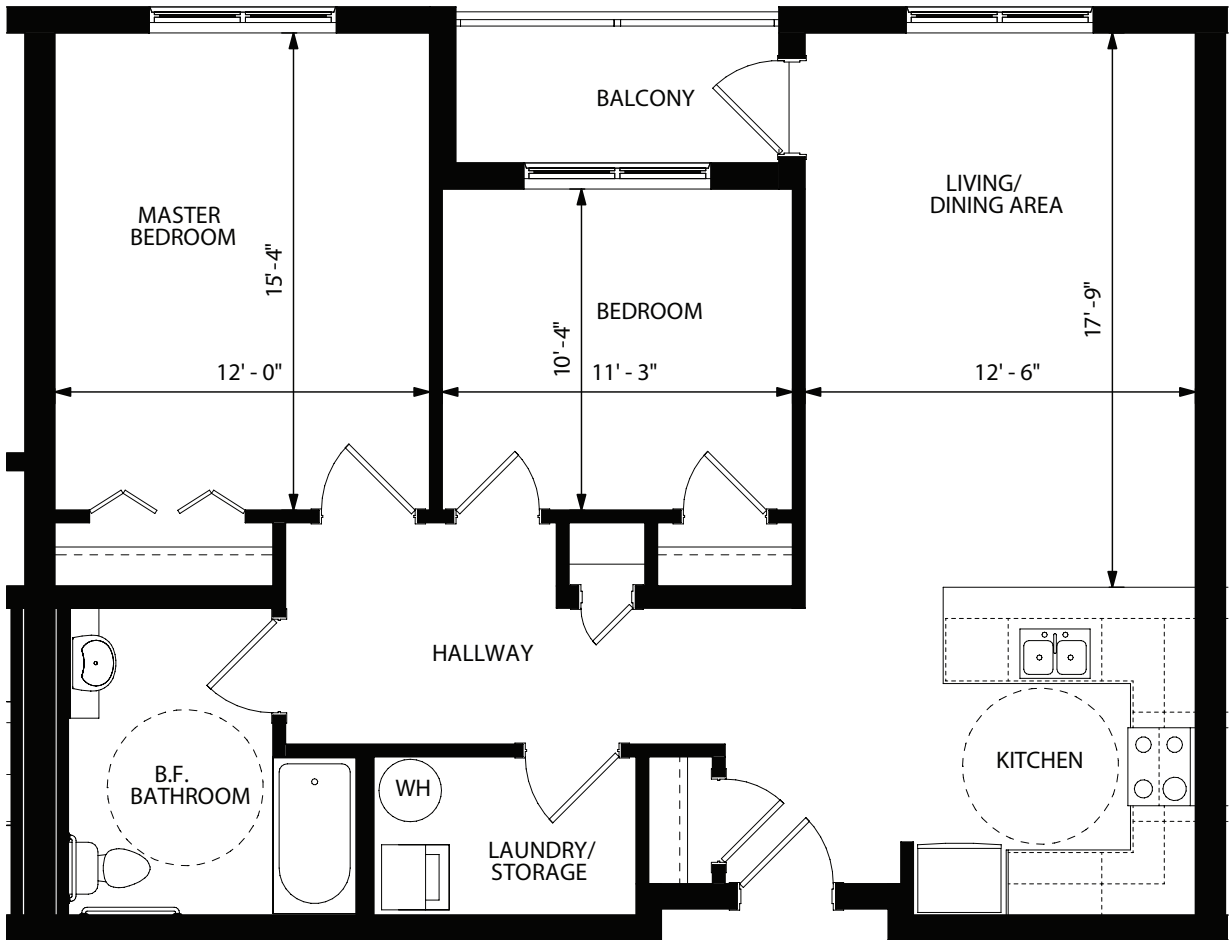 BALCONY
LIVING/
DINING AREA
MASTER
BEDROOM
15'-4"
BEDROOM
17'-9"
10'-4"
12' - 0"
11' - 3"
12' - 6"
HALLWAY
KITCHEN
B.F.
BATHROOM
WH
LAUNDRY/
STORAGE